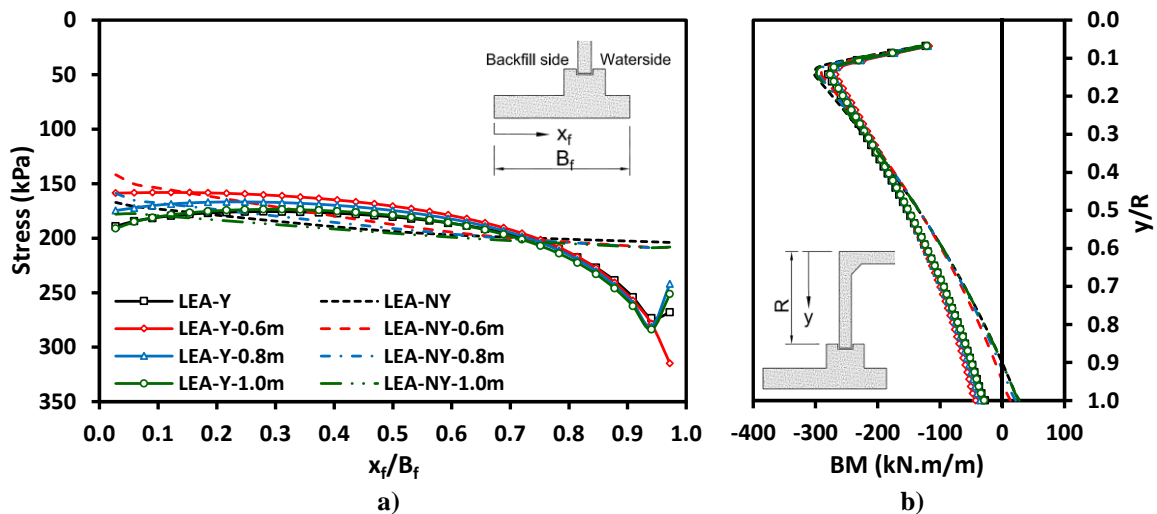 0
50
100
150
200
250
300
350
Stress (kPa)
Backfill side
Waterside
x_f
B_f
LEA-Y
LEA-NY
LEA-Y-0.6m
LEA-NY-0.6m
LEA-Y-0.8m
LEA-NY-0.8m
LEA-Y-1.0m
LEA-NY-1.0m
0.0 0.1 0.2 0.3 0.4 0.5 0.6 0.7 0.8 0.9 1.0
x_f/B_f
a)
R
y
0.0
0.1
0.2
0.3
0.4
0.5
0.6
0.7
0.8
0.9
1.0
y/R
-400 -300 -200 -100 0 100
BM (kN.m/m)
b)